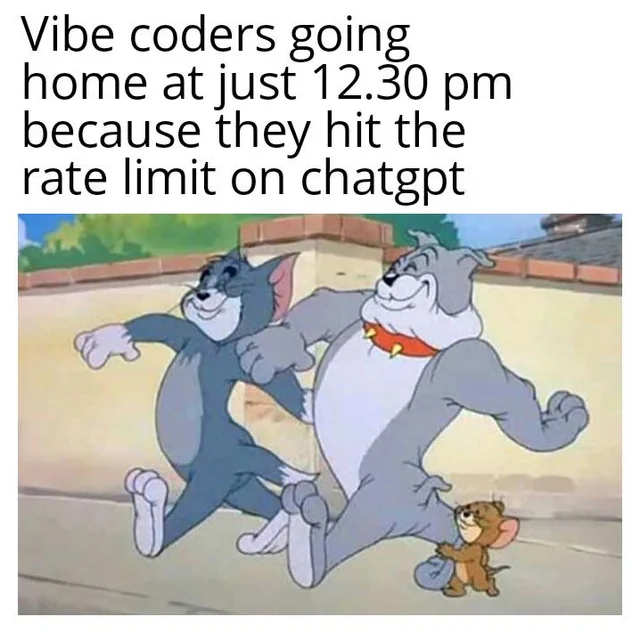 Vibe coders going
home at just 12.30 pm
because they hit the
rate limit on chatgpt